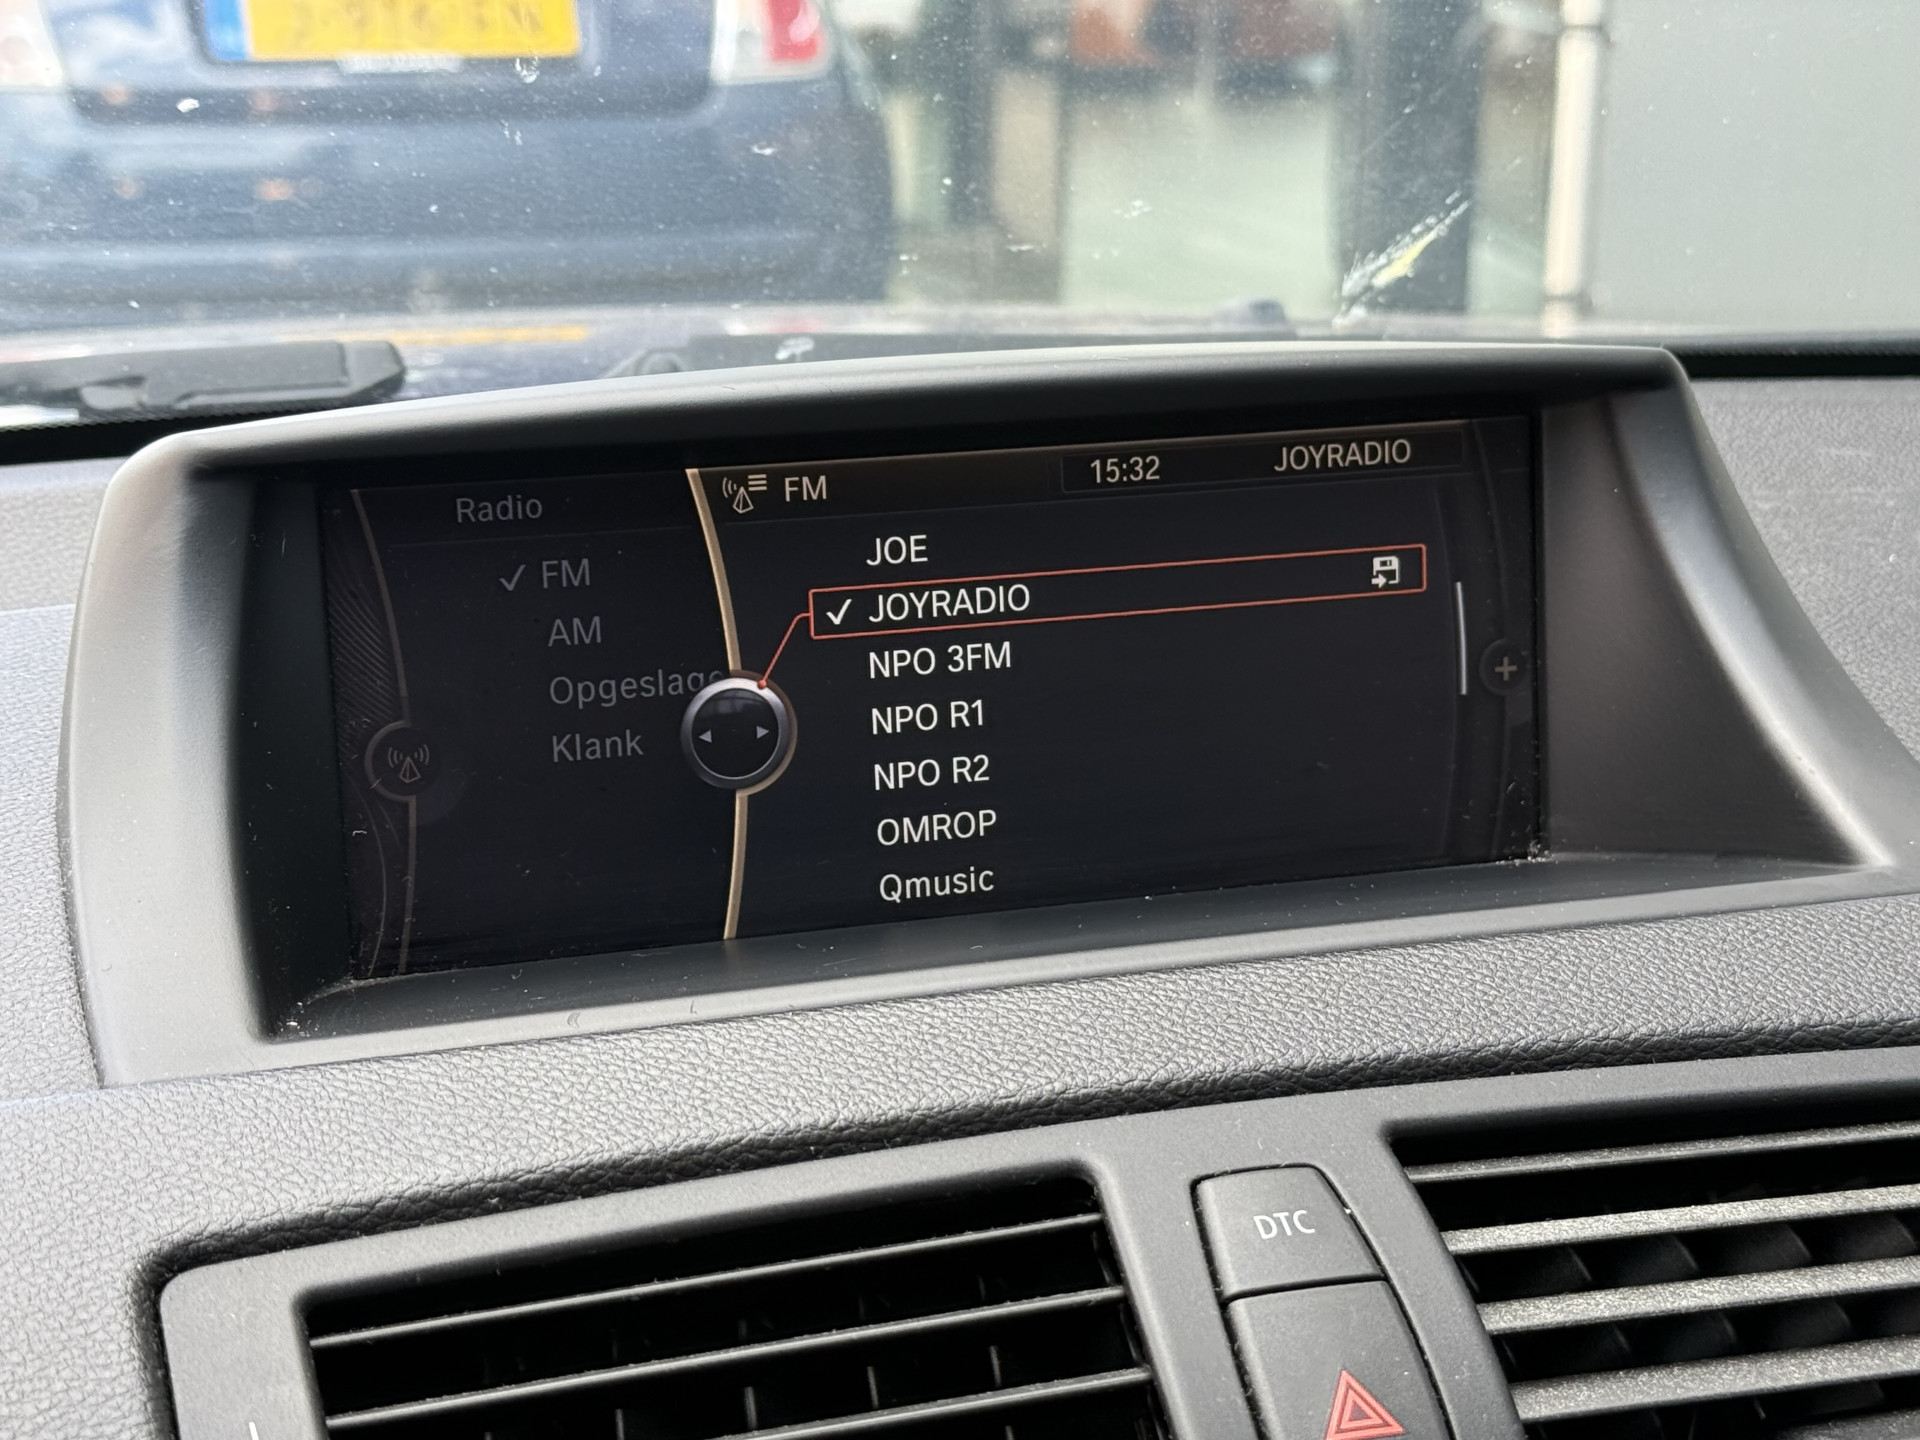 Radio
✓ FM
AM
Opgeslage
Klank
FM
15:32
JOYRADIO
JOE
✓ JOYRADIO
NPO 3FM
NPO R1
NPO R2
OMROP
Qmusic
DTC